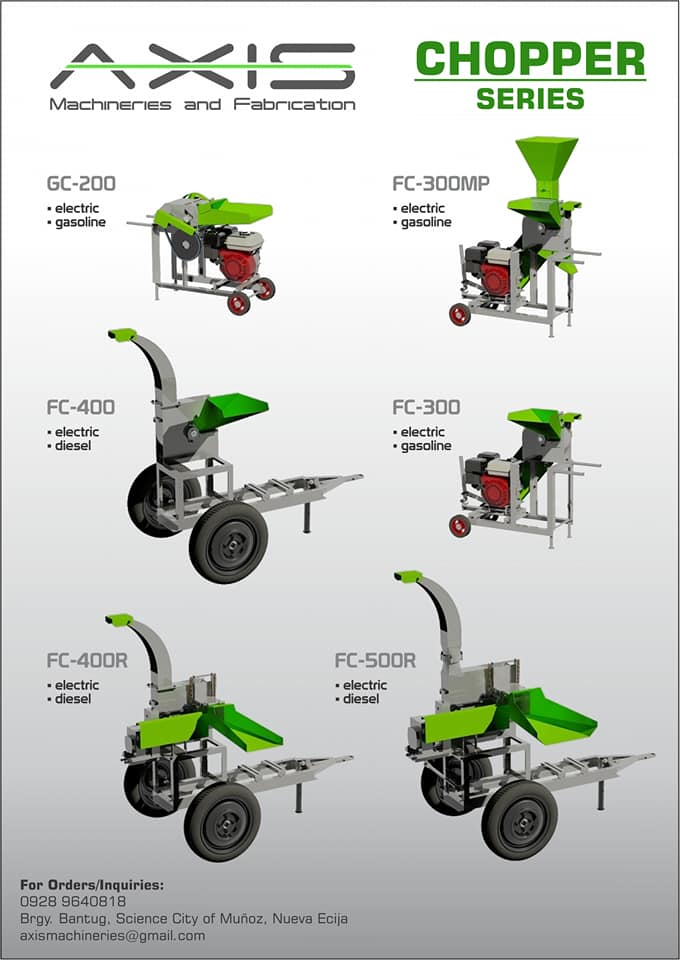 AXIS
Machineries and Fabrication
CHOPPER
SERIES
GC-200
▪ electric
▪ gasoline
FC-300MP
▪ electric
▪ gasoline
FC-400
▪ electric
▪ diesel
FC-300
▪ electric
▪ gasoline
FC-400R
▪ electric
▪ diesel
FC-500R
▪ electric
▪ diesel
For Orders/Inquiries:
0928 9640818
Brgy. Bantug, Science City of Muñoz, Nueva Ecija
axismachineries@gmail.com